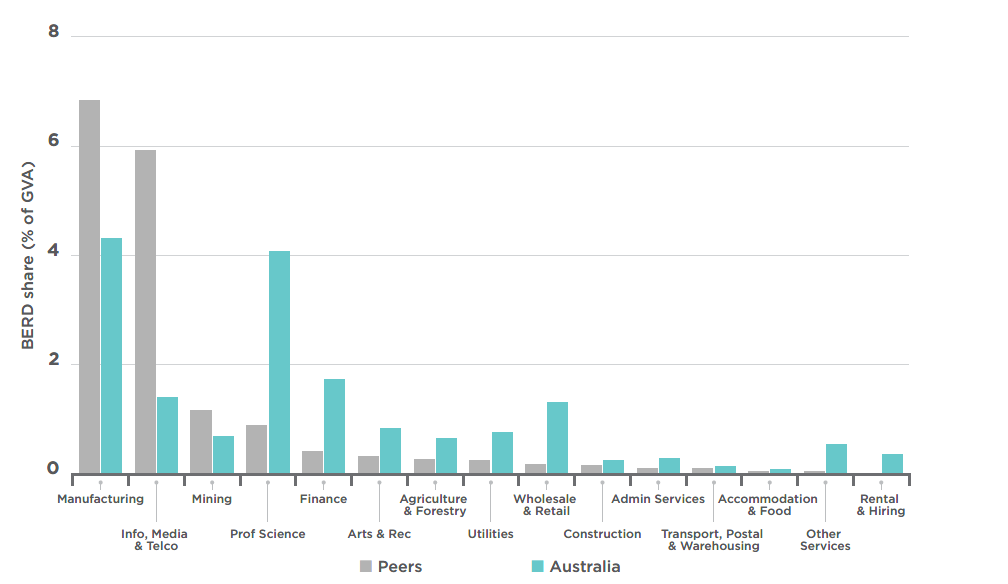 8
6
4
2
0
BERD share (% of GVA)
Manufacturing
Info, Media
& Telco
Mining
Prof Science
Finance
Arts & Rec
Agriculture
& Forestry
Utilities
Wholesale
& Retail
Construction
Admin Services
Transport, Postal
& Warehousing
Accommodation
& Food
Other
Services
Rental
& Hiring
Peers
Australia